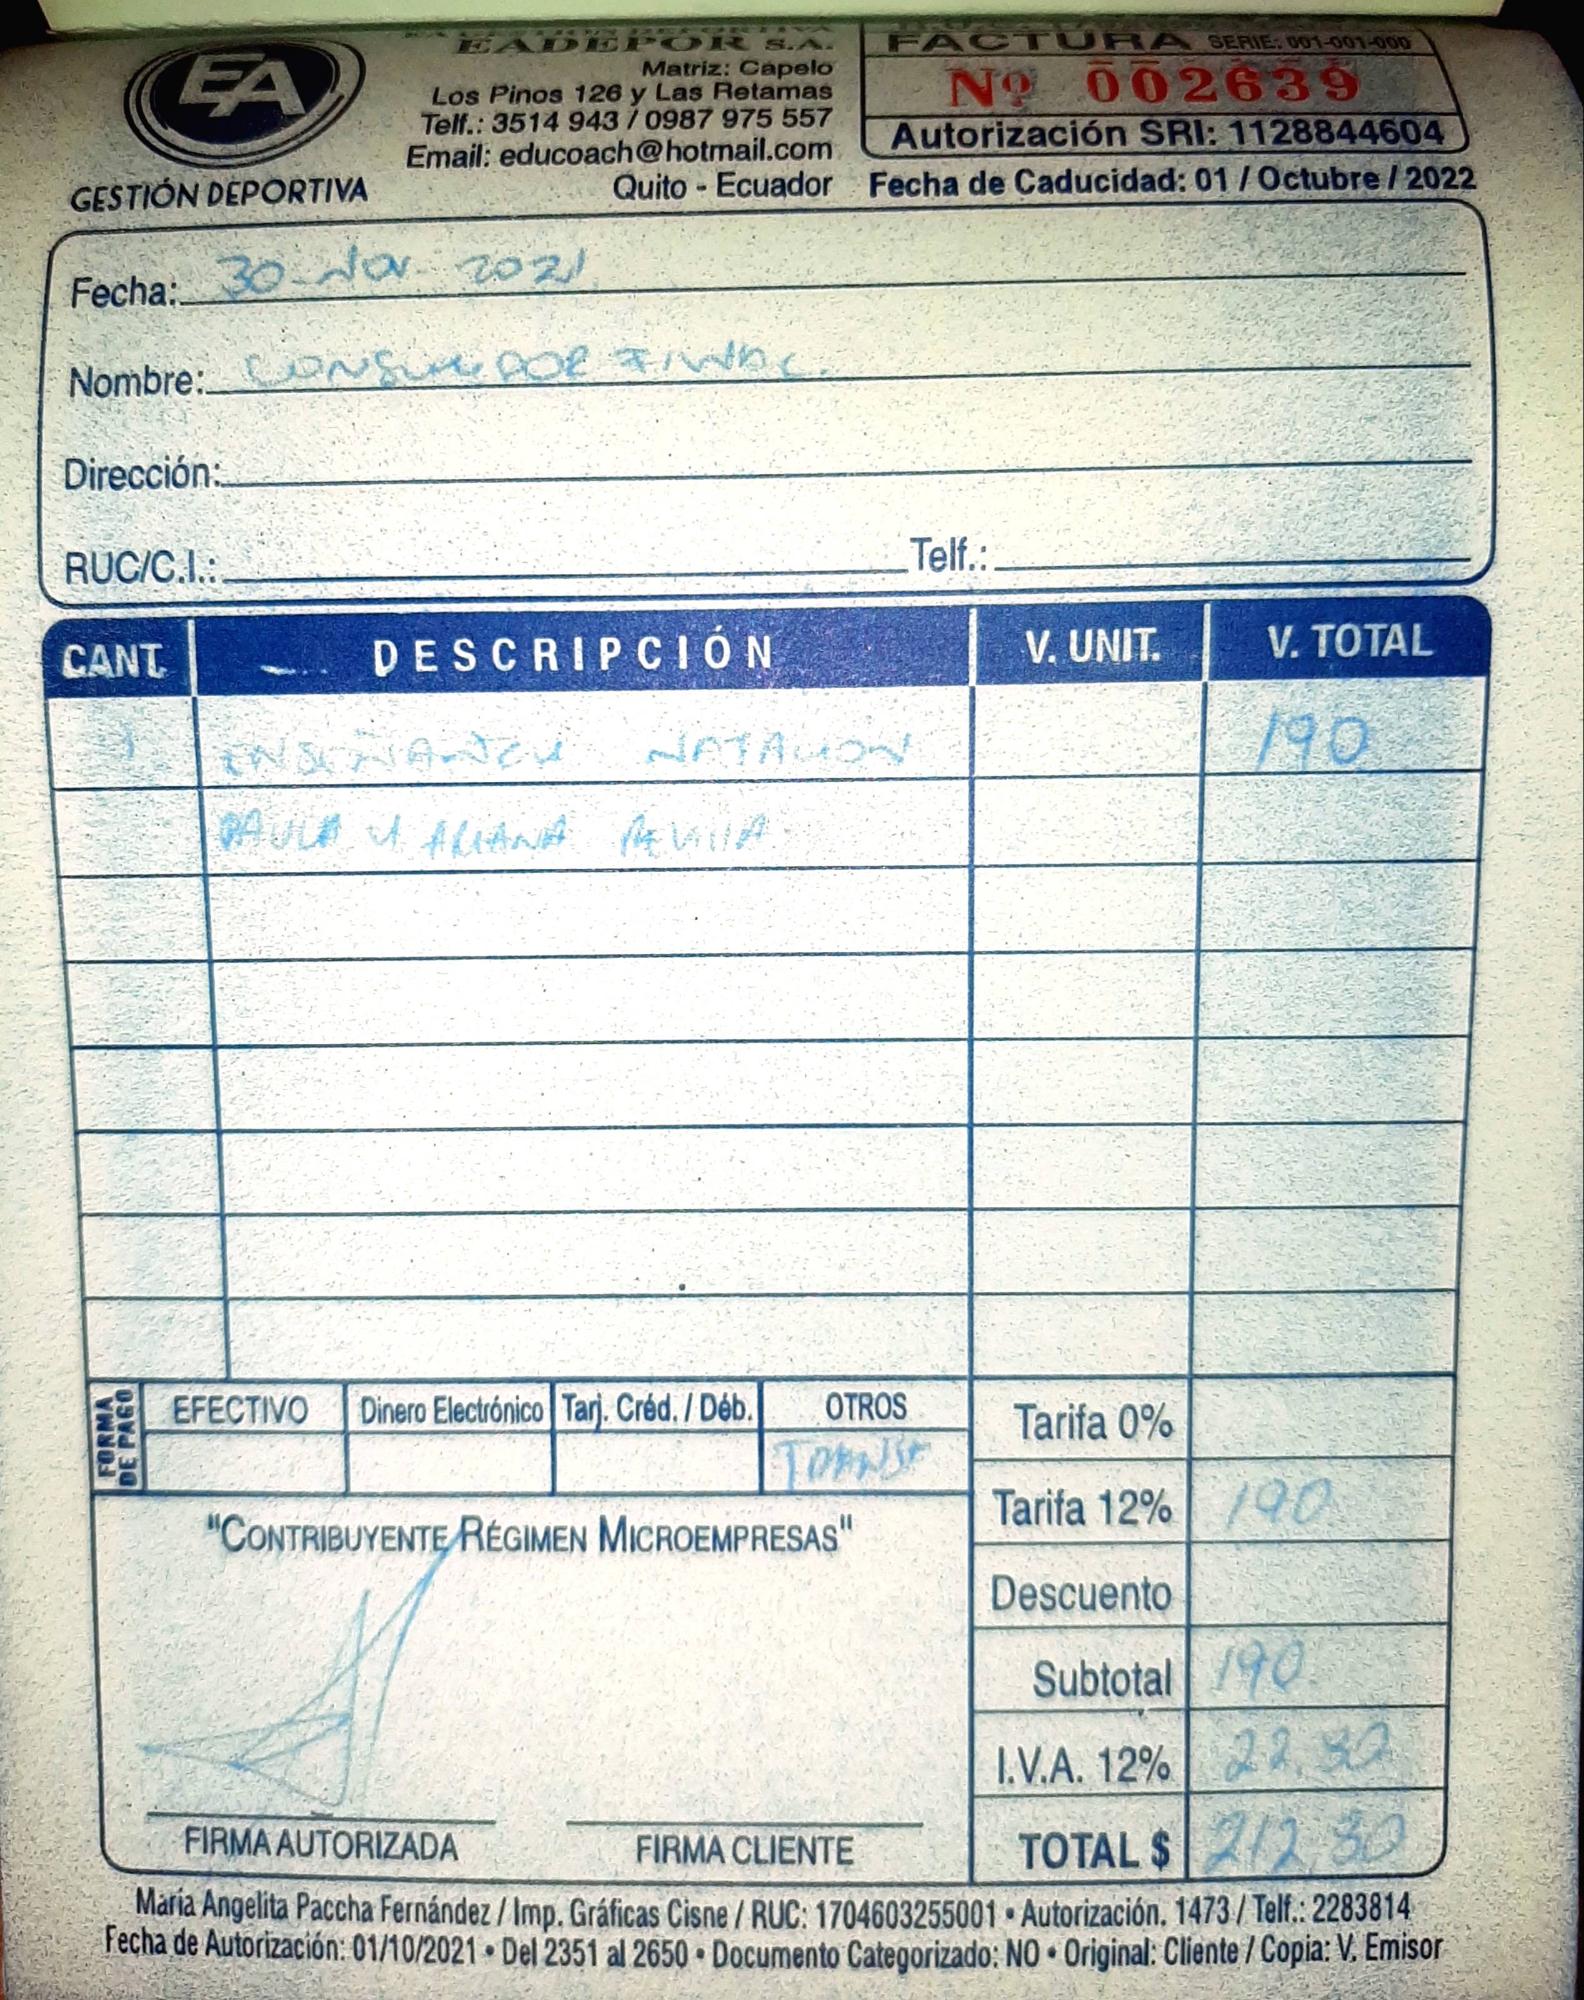 EA
GESTIÓN DEPORTIVA
EADEPOR S.A.
Matriz: Capelo
Los Pinos 126 y Las Retamas
Telf.: 3514 943 / 0987 975 557
Email: educoach@hotmail.com
Quito - Ecuador
FACTURA SERIE: 001-001-000
Nº 002639
Autorización SRI: 1128844604
Fecha de Caducidad: 01 / Octubre / 2022
Fecha: 30-Nov. 2021
Nombre: CONSUMIDOR FINAL.
Dirección:
RUC/C.I.: Telf.:
CANT. DESCRIPCIÓN V. UNIT. V. TOTAL
1 ENSEÑANZA NATACION 190
PAULA Y ARIANA
FORMA DE PAGO
EFECTIVO Dinero Electrónico Tarj. Créd. / Déb. OTROS
TRANSF
Tarifa 0%
Tarifa 12% 190
Descuento
Subtotal 190
I.V.A. 12% 22.30
TOTAL $ 212,30
"CONTRIBUYENTE RÉGIMEN MICROEMPRESAS"
FIRMA AUTORIZADA FIRMA CLIENTE
María Angelita Paccha Fernández / Imp. Gráficas Cisne / RUC: 1704603255001 • Autorización. 1473 / Telf.: 2283814
Fecha de Autorización: 01/10/2021 • Del 2351 al 2650 • Documento Categorizado: NO • Original: Cliente / Copia: V. Emisor